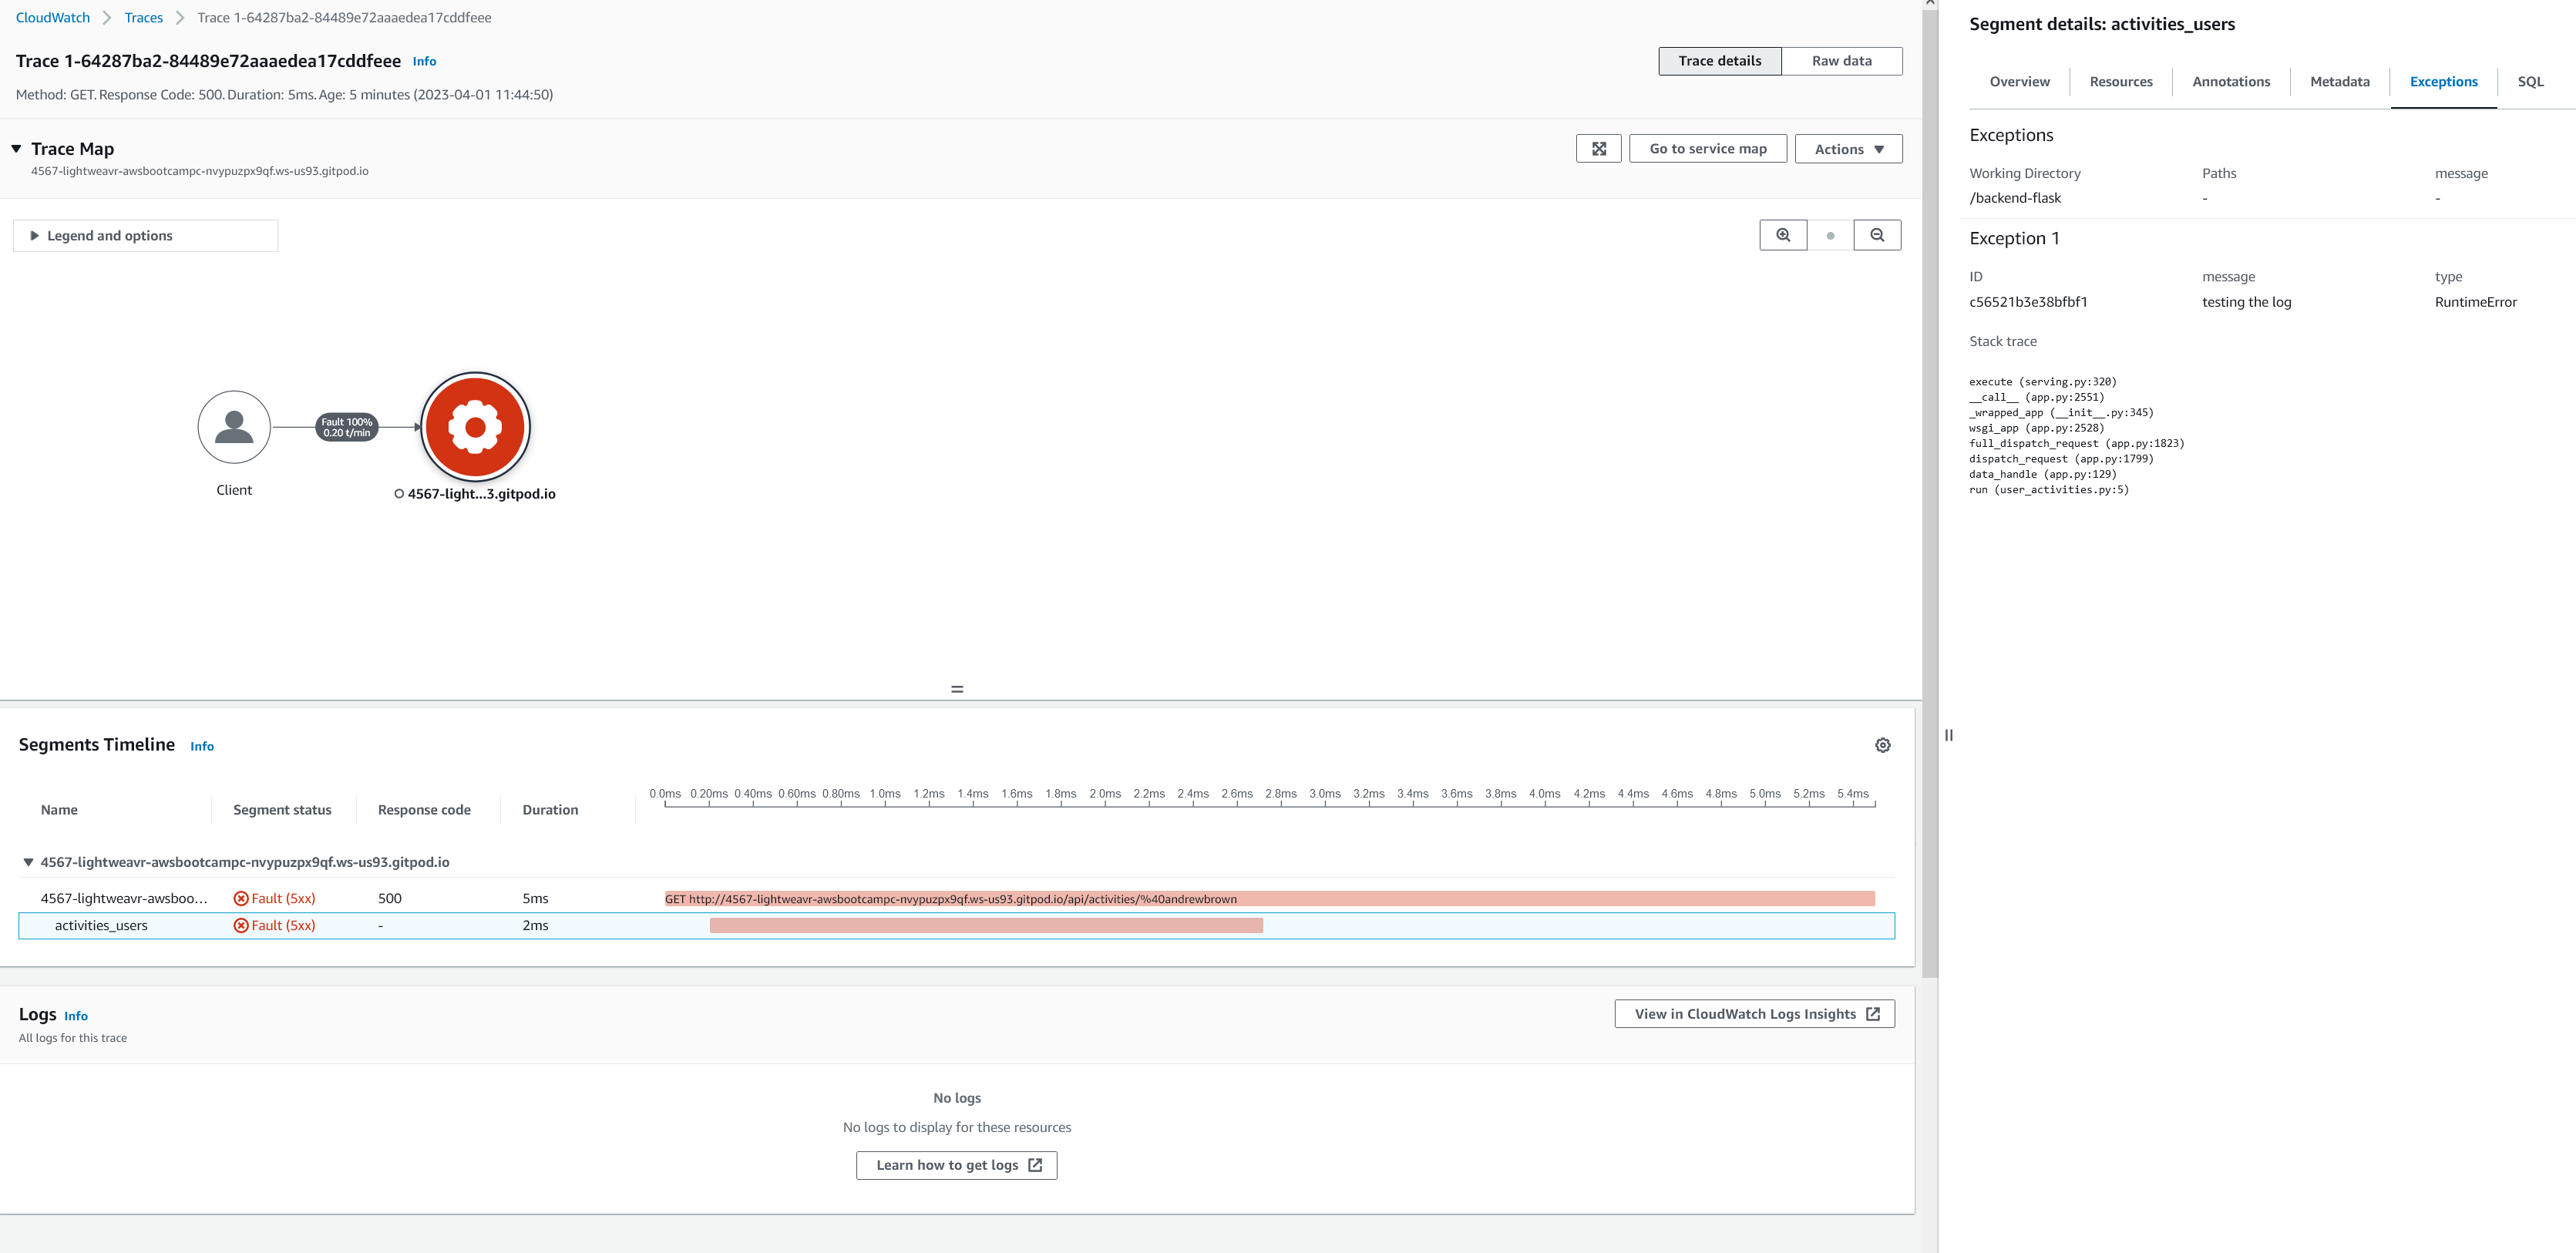 CloudWatch > Traces > Trace 1-64287ba2-84489e72aaaedea17cddfeee
Trace 1-64287ba2-84489e72aaaedea17cddfeee Info
Trace details Raw data
Method: GET. Response Code: 500. Duration: 5ms. Age: 5 minutes (2023-04-01 11:44:50)
Trace Map
4567-lightweavr-awsbootcampc-nvypuzpx9qf.ws-us93.gitpod.io
Go to service map Actions
Legend and options
Fault 100%
0.20 t/min
Client
4567-light...3.gitpod.io
Segments Timeline Info
Name Segment status Response code Duration
0.0ms 0.20ms 0.40ms 0.60ms 0.80ms 1.0ms 1.2ms 1.4ms 1.6ms 1.8ms 2.0ms 2.2ms 2.4ms 2.6ms 2.8ms 3.0ms 3.2ms 3.4ms 3.6ms 3.8ms 4.0ms 4.2ms 4.4ms 4.6ms 4.8ms 5.0ms 5.2ms 5.4ms
4567-lightweavr-awsbootcampc-nvypuzpx9qf.ws-us93.gitpod.io
4567-lightweavr-awsboo... Fault (5xx) 500 5ms GET http://4567-lightweavr-awsbootcampc-nvypuzpx9qf.ws-us93.gitpod.io/api/activities/%40andrewbrown
activities_users Fault (5xx) - 2ms
Logs Info
All logs for this trace
View in CloudWatch Logs Insights
No logs
No logs to display for these resources
Learn how to get logs
Segment details: activities_users
Overview Resources Annotations Metadata Exceptions SQL
Exceptions
Working Directory Paths message
/backend-flask - -
Exception 1
ID message type
c56521b3e38bfbf1 testing the log RuntimeError
Stack trace
execute (serving.py:320)
__call__ (app.py:2551)
_wrapped_app (__init__.py:345)
wsgi_app (app.py:2528)
full_dispatch_request (app.py:1823)
dispatch_request (app.py:1799)
data_handle (app.py:129)
run (user_activities.py:5)